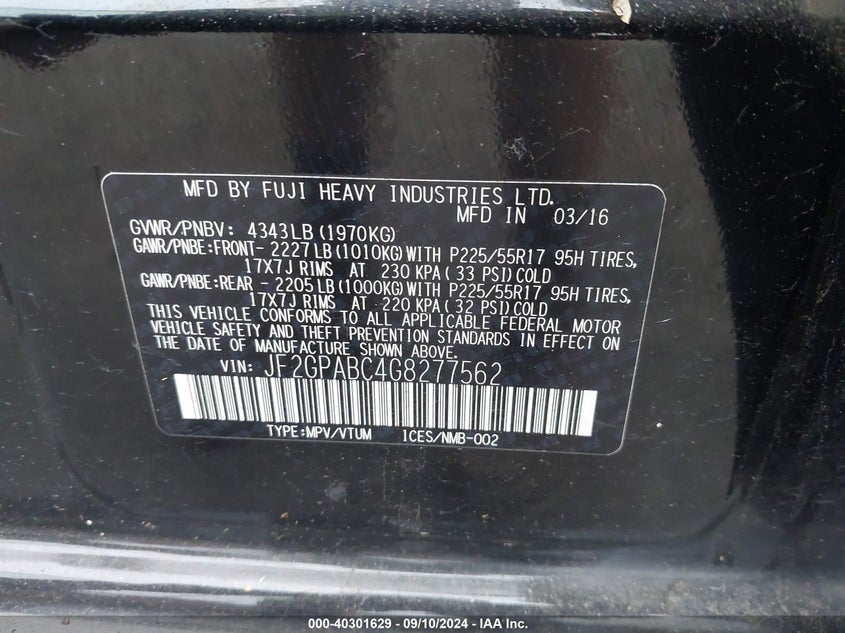 MFD BY FUJI HEAVY INDUSTRIES LTD.
MFD IN 03/16
GVWR/PNBV: 4343LB (1970KG)
GAWR/PNBE:FRONT- 2227LB(1010KG)WITH P225/55R17 95H TIRES,
17X7J RIMS AT 230 KPA( 33 PSI)COLD
GAWR/PNBE:REAR - 2205LB(1000KG)WITH P225/55R17 95H TIRES,
17X7J RIMS AT 220 KPA( 32 PSI)COLD
THIS VEHICLE CONFORMS TO ALL APPLICABLE FEDERAL MOTOR
VEHICLE SAFETY AND THEFT PREVENTION STANDARDS IN EFFECT ON
THE DATE OF MANUFACTURE SHOWN ABOVE.
VIN: JF2GPABC4G8277562
TYPE:MPV/VTUM ICES/NMB-002
000-40301629 - 09/10/2024 - IAA Inc.